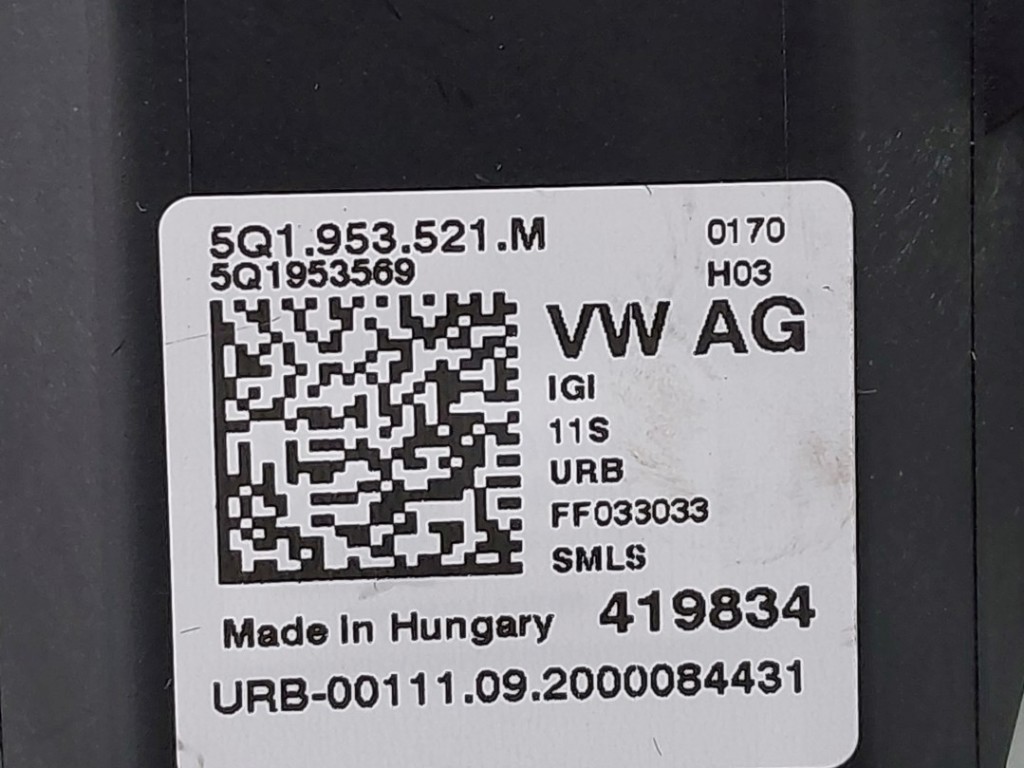 5Q1.953.521.M 0170
5Q1953569 H03
VW AG
IGI
11S
URB
FF033033
SMLS
Made In Hungary 419834
URB-00111.09.2000084431